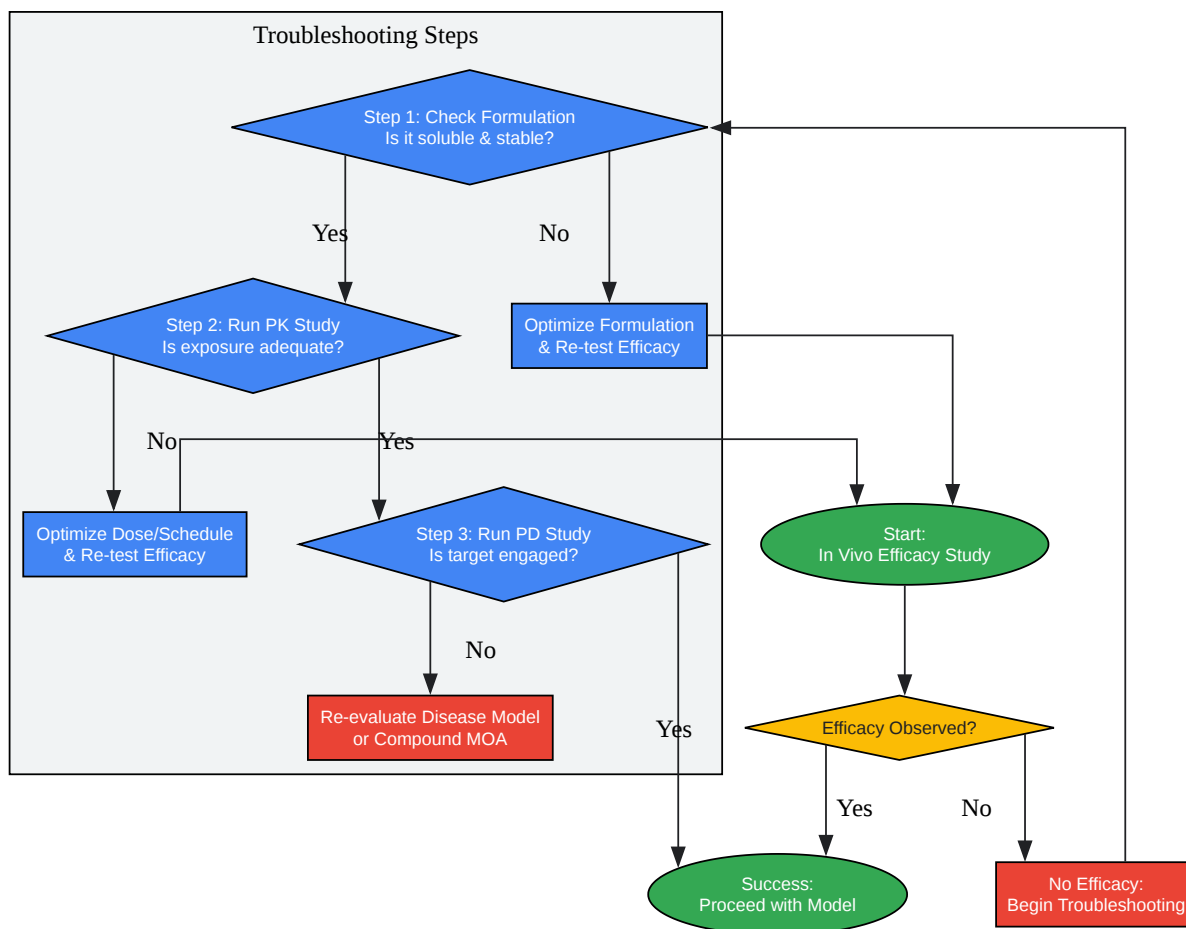 Troubleshooting Steps
Step 1: Check Formulation
Is it soluble & stable?
Yes
No
Step 2: Run PK Study
Is exposure adequate?
Optimize Formulation
& Re-test Efficacy
No
Yes
Optimize Dose/Schedule
& Re-test Efficacy
Step 3: Run PD Study
Is target engaged?
Start:
In Vivo Efficacy Study
No
Re-evaluate Disease Model
or Compound MOA
Yes
Efficacy Observed?
Yes
No
Success:
Proceed with Model
No Efficacy:
Begin Troubleshooting